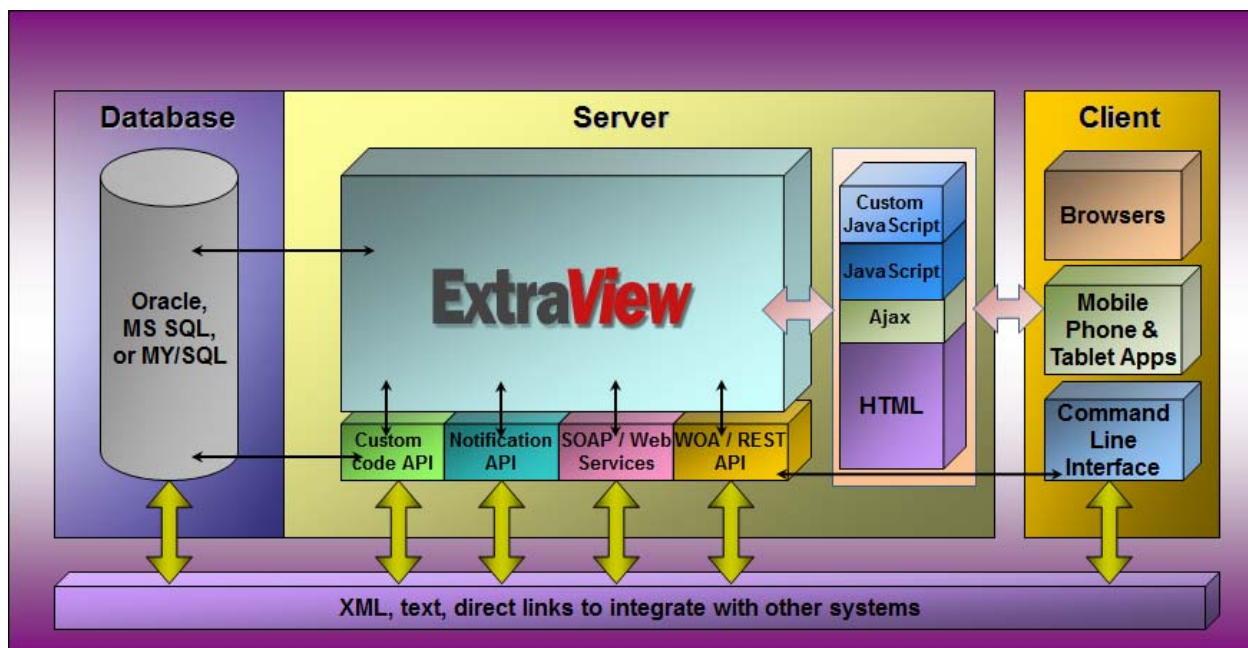 Database
Server
Client
Oracle,
MS SQL,
or MY/SQL
ExtraView
Custom
JavaScript
JavaScript
Ajax
HTML
Browsers
Mobile
Phone &
Tablet Apps
Command
Line
Interface
Custom
code API
Notification
API
SOAP / Web
Services
WOA / REST
API
XML, text, direct links to integrate with other systems